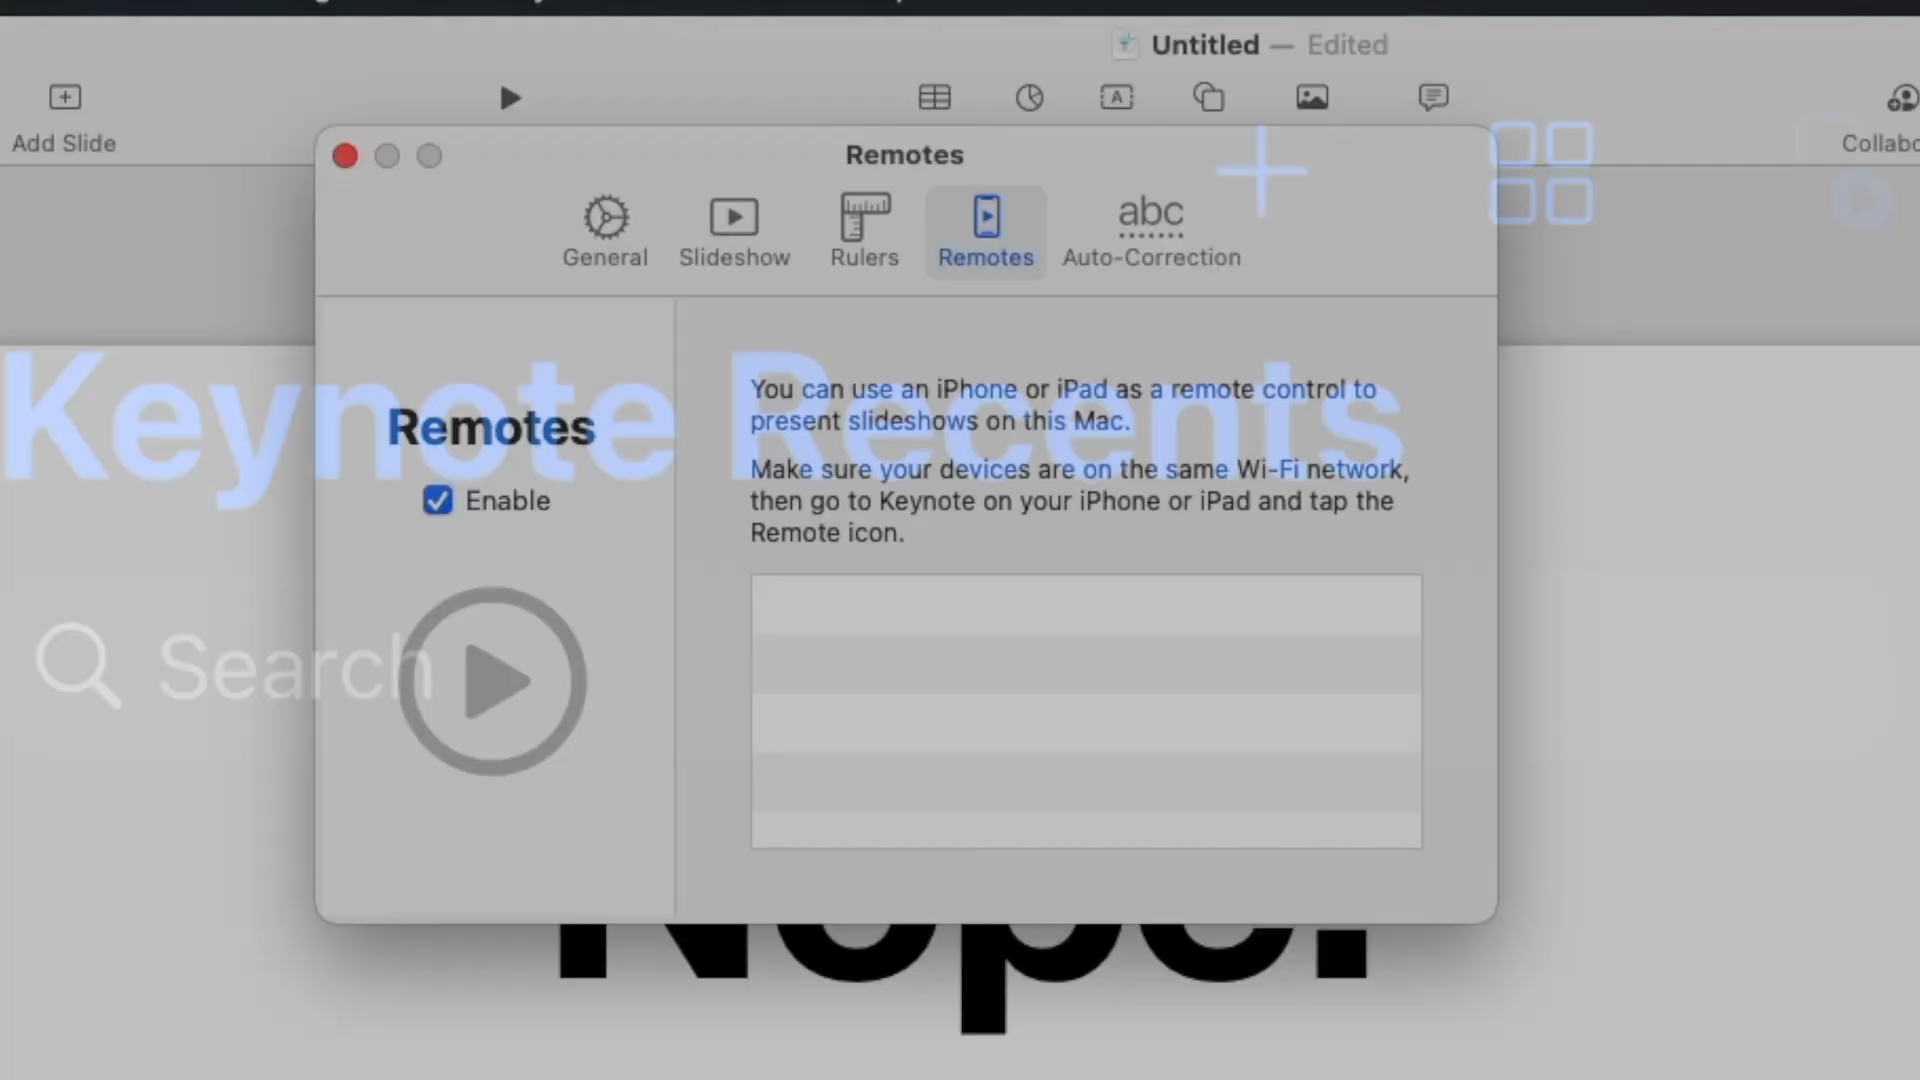 Untitled — Edited
Add Slide
Collabo
Remotes
General
Slideshow
Rulers
Remotes
abc
Auto-Correction
Keynote Recents
Remotes
Enable
You can use an iPhone or iPad as a remote control to
present slideshows on this Mac.
Make sure your devices are on the same Wi-Fi network,
then go to Keynote on your iPhone or iPad and tap the
Remote icon.
Search
Nope.